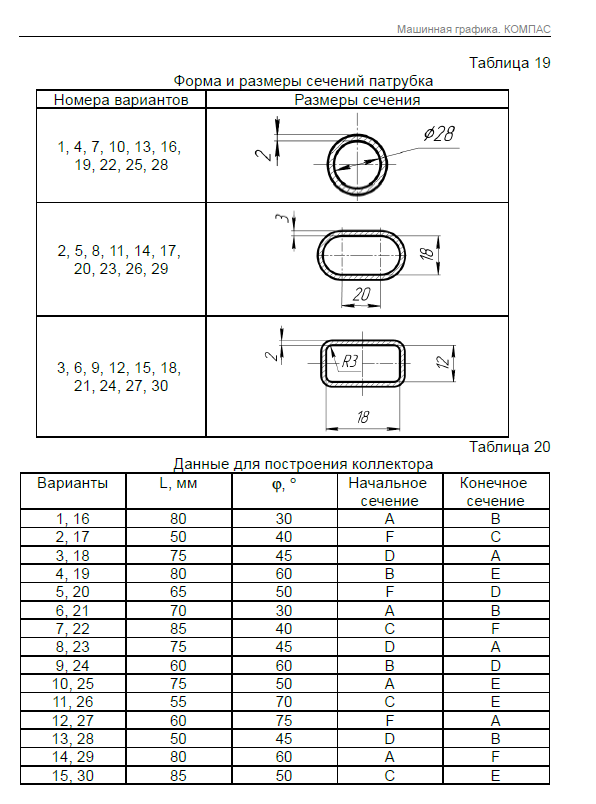 Машинная графика. КОМПАС
Таблица 19
Форма и размеры сечений патрубка
Номера вариантов Размеры сечения
1, 4, 7, 10, 13, 16,
19, 22, 25, 28
2
ϕ28
2, 5, 8, 11, 14, 17,
20, 23, 26, 29
3
18
20
3, 6, 9, 12, 15, 18,
21, 24, 27, 30
2
R3
12
18
Таблица 20
Данные для построения коллектора
Варианты L, мм φ, ° Начальное сечение Конечное сечение
1, 16 80 30 A B
2, 17 50 40 F C
3, 18 75 45 D A
4, 19 80 60 B E
5, 20 65 50 F D
6, 21 70 30 A B
7, 22 85 40 C F
8, 23 75 45 D A
9, 24 60 60 B D
10, 25 75 50 A E
11, 26 55 70 C E
12, 27 60 75 F A
13, 28 50 45 D B
14, 29 80 60 A F
15, 30 85 50 C E